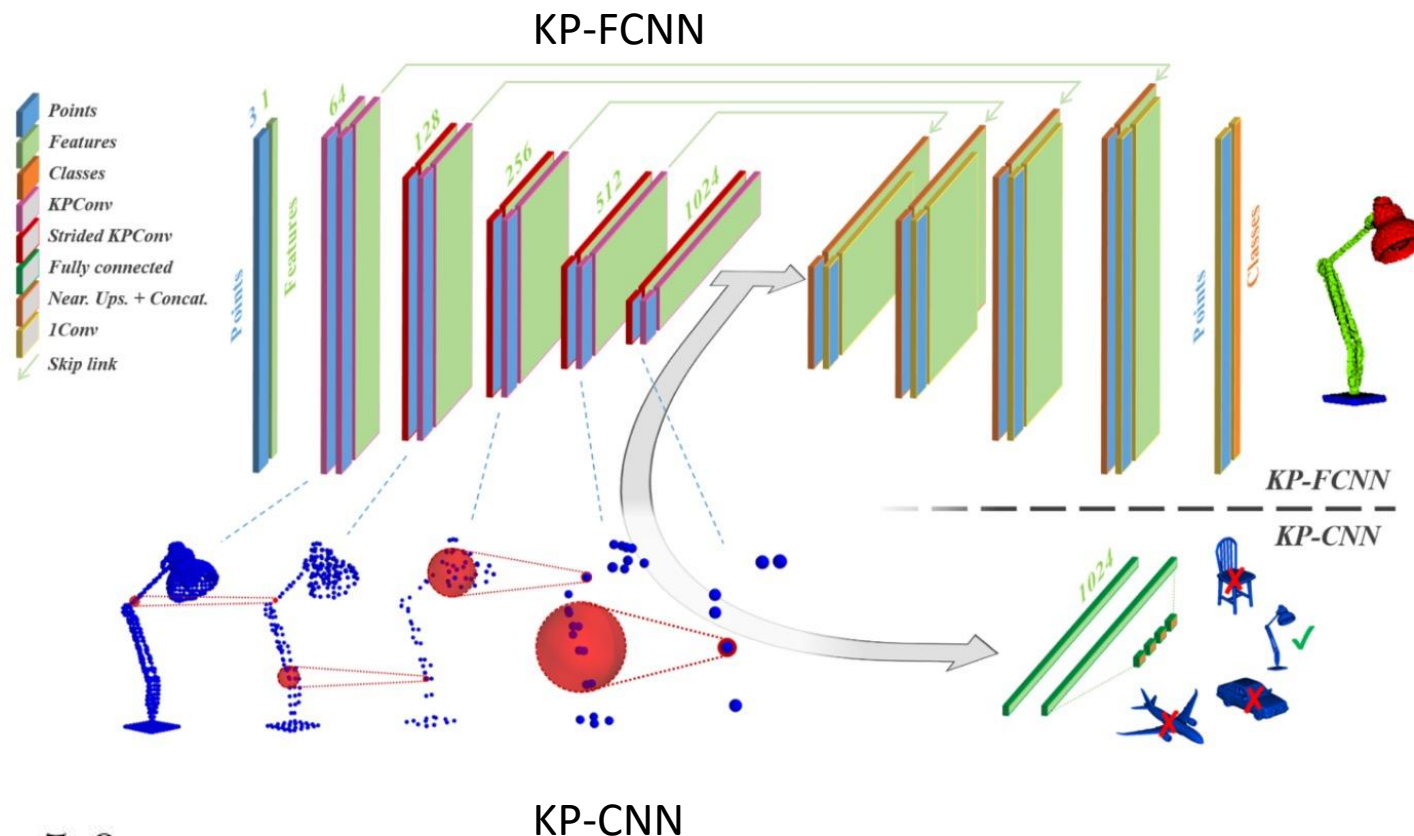 KP-FCNN
Points
Features
Classes
KPConv
Strided KPConv
Fully connected
Near. Ups. + Concat.
1Conv
Skip link
3 1
64
128
256
512
1024
Points
Features
Points
Classes
KP-FCNN
KP-CNN
1024
KP-CNN